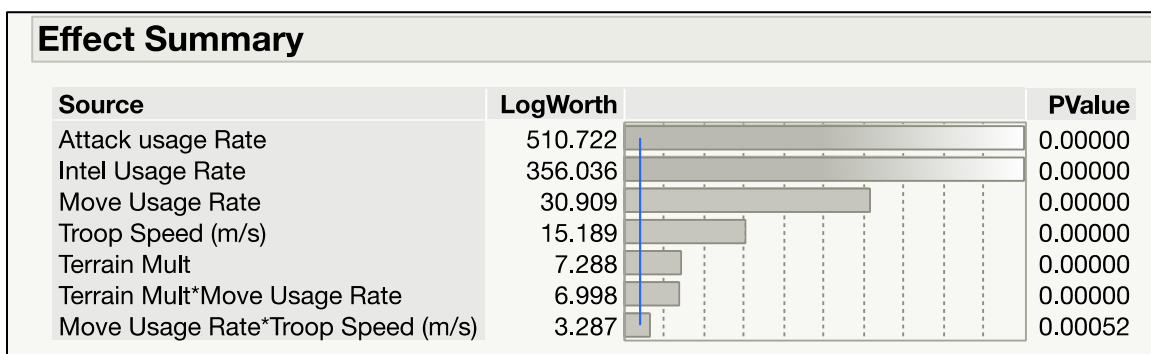 Effect Summary
Source LogWorth PValue
Attack usage Rate 510.722 0.00000
Intel Usage Rate 356.036 0.00000
Move Usage Rate 30.909 0.00000
Troop Speed (m/s) 15.189 0.00000
Terrain Mult 7.288 0.00000
Terrain Mult*Move Usage Rate 6.998 0.00000
Move Usage Rate*Troop Speed (m/s) 3.287 0.00052